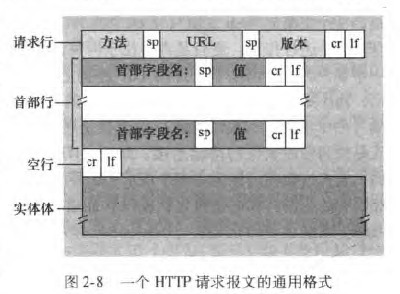 请求行 方法 sp URL sp 版本 cr lf
首部字段名： sp 值 cr lf
首部行
首部字段名： sp 值 cr lf
空行 cr lf
实体体
图 2-8 一个 HTTP 请求报文的通用格式